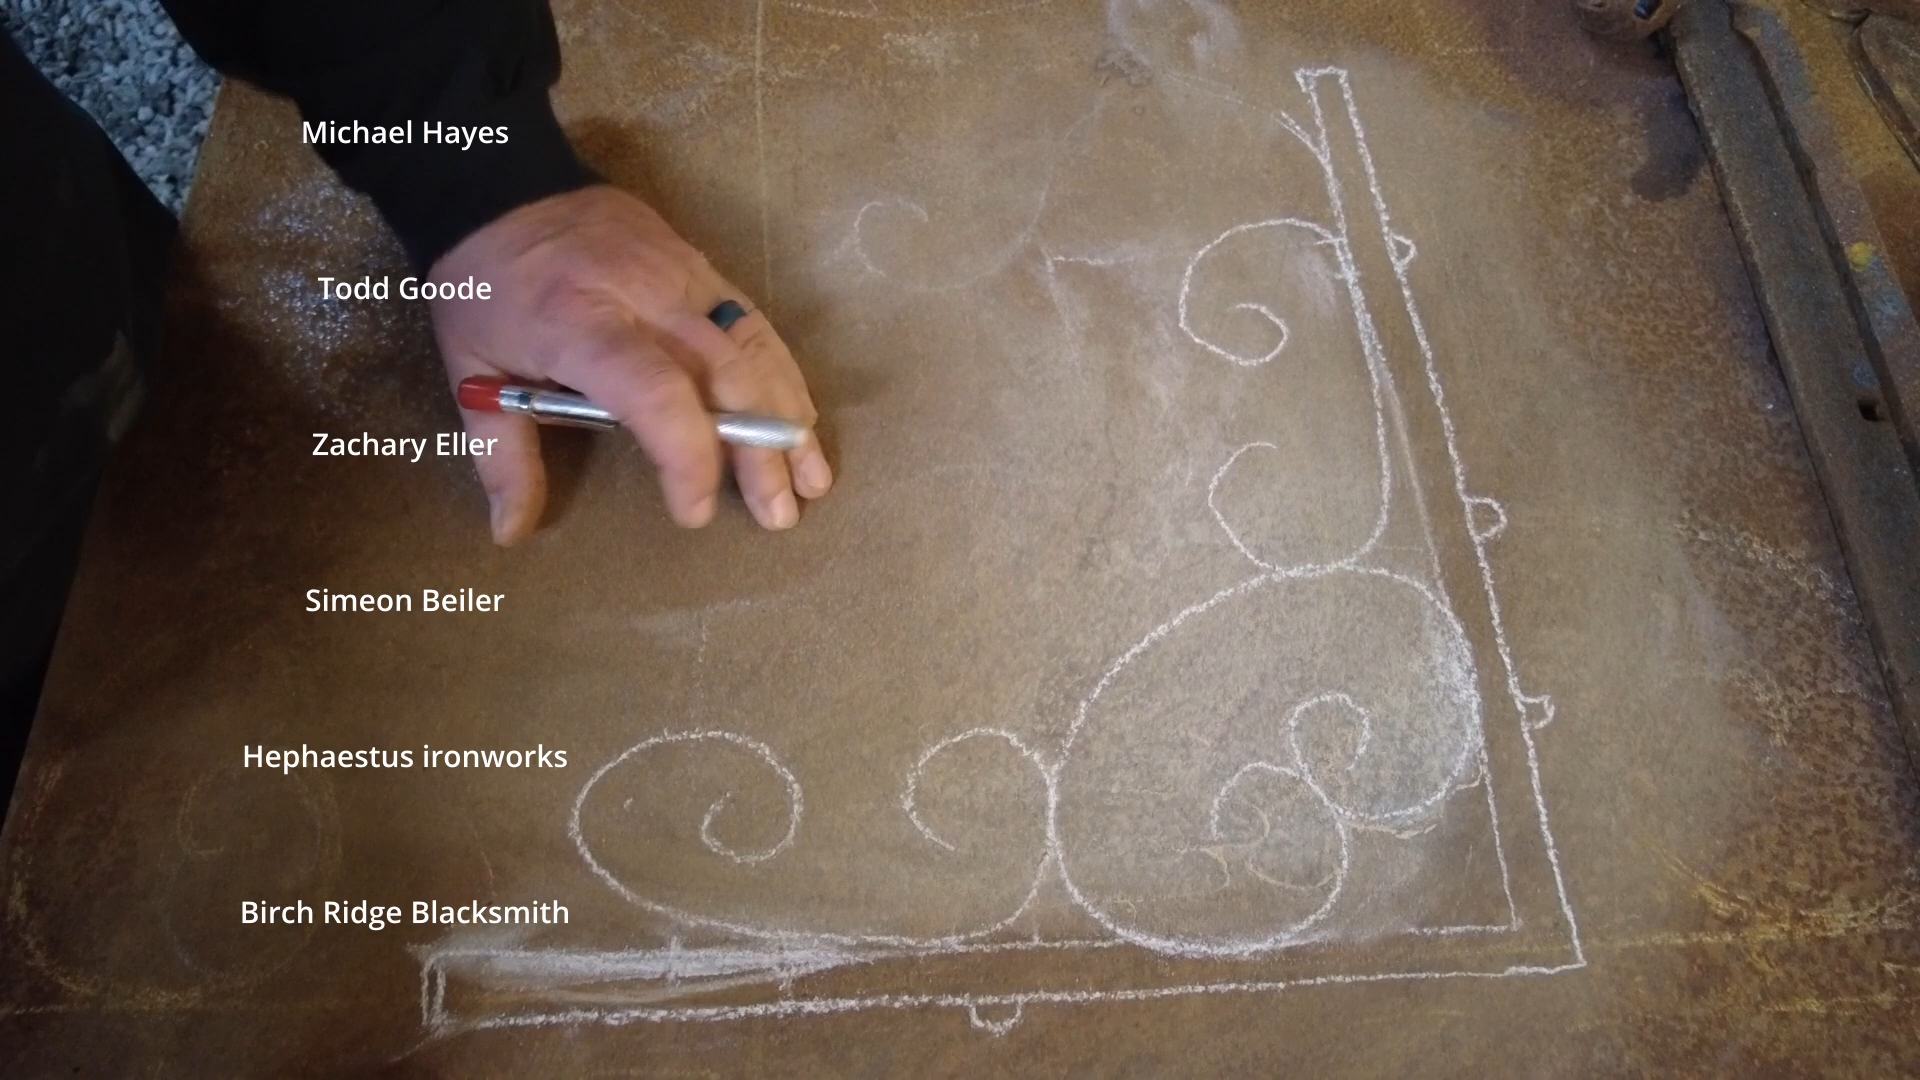 Michael Hayes
Todd Goode
Zachary Eller
Simeon Beiler
Hephaestus ironworks
Birch Ridge Blacksmith